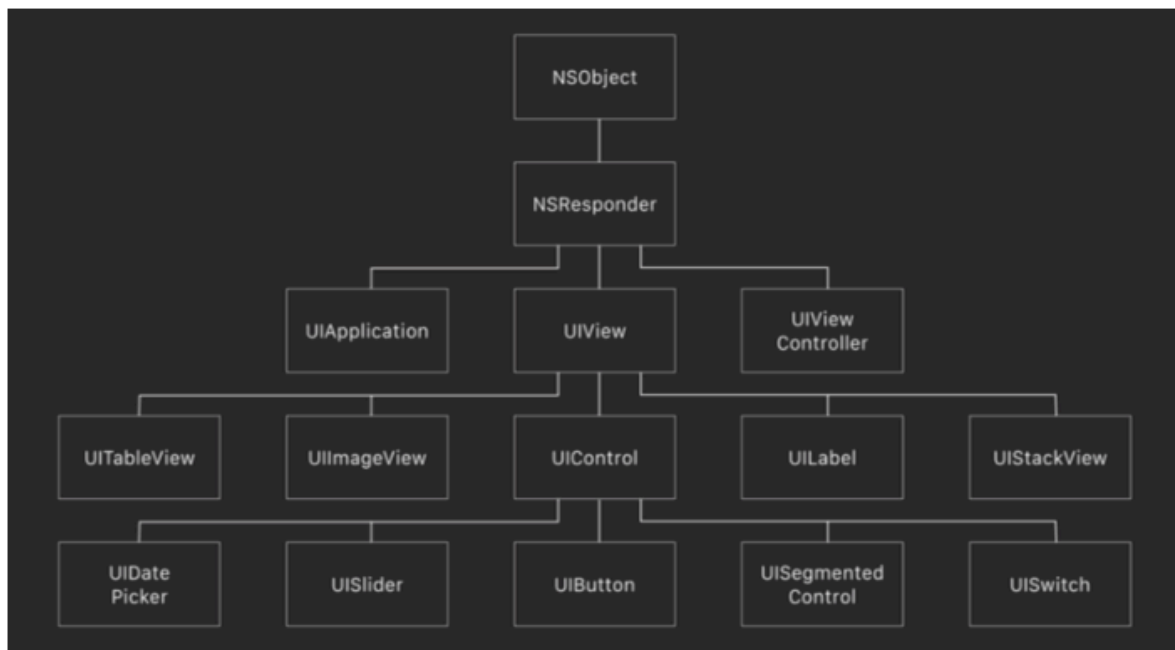 NSObject
NSResponder
UIApplication
UIView
UIView
Controller
UITableView
UIImageView
UIControl
UILabel
UIStackView
UIDate
Picker
UISlider
UIButton
UISegmented
Control
UISwitch